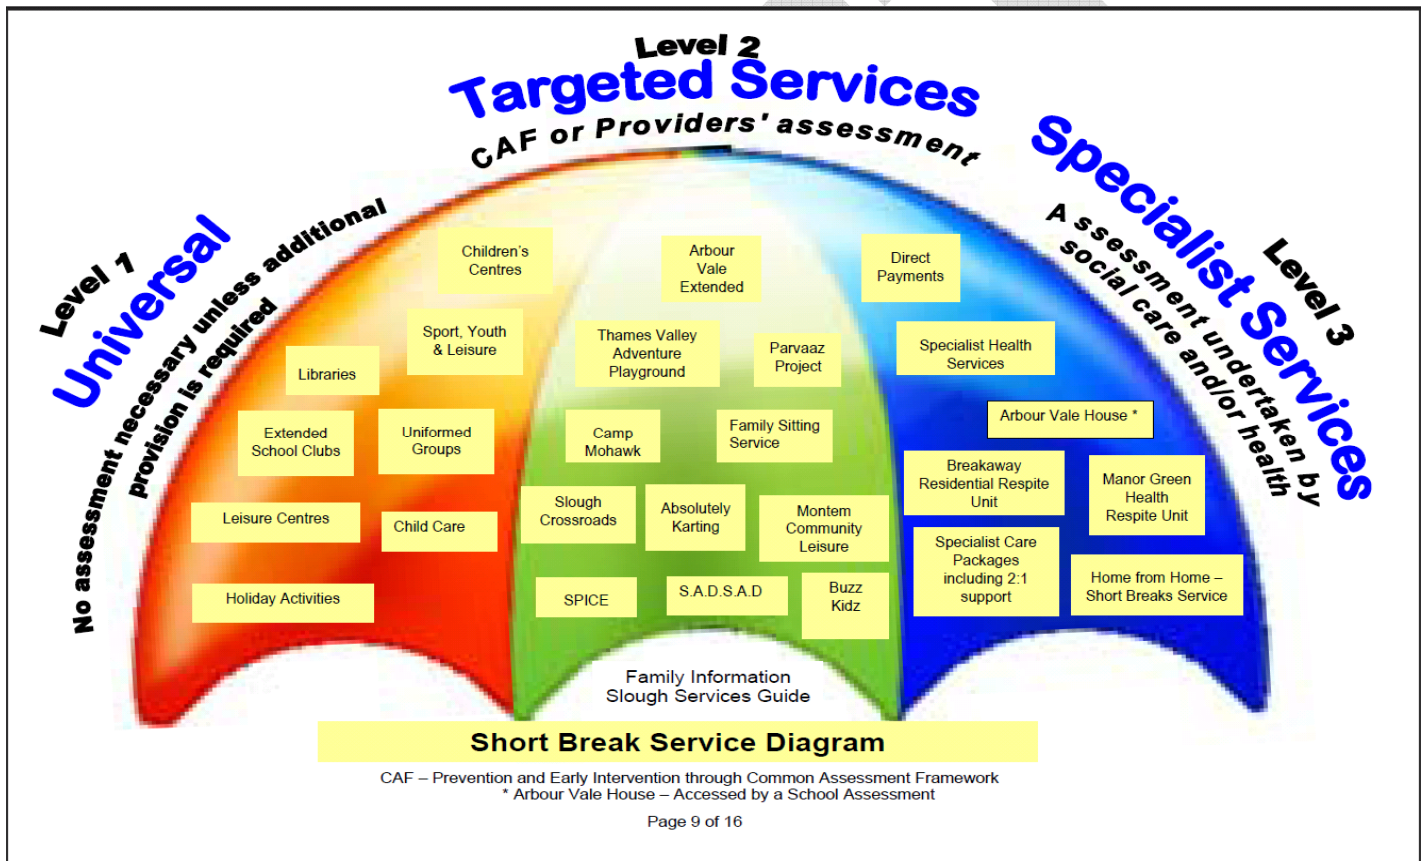 Level 1
Universal
No assessment necessary unless additional
provision is required
Level 2
Targeted Services
CAF or Providers' assessment
Level 3
Specialist Services
Assessment undertaken by
social care and/or health
Children's
Centres
Sport, Youth
& Leisure
Libraries
Extended
School Clubs
Uniformed
Groups
Leisure Centres
Child Care
Holiday Activities
Arbour
Vale
Extended
Thames Valley
Adventure
Playground
Parvaaz
Project
Camp
Mohawk
Family Sitting
Service
Slough
Crossroads
Absolutely
Karting
Montem
Community
Leisure
SPICE
S.A.D.S.A.D
Buzz
Kidz
Direct
Payments
Specialist Health
Services
Arbour Vale House *
Breakaway
Residential Respite
Unit
Manor Green
Health
Respite Unit
Specialist Care
Packages
including 2:1
support
Home from Home –
Short Breaks Service
Family Information
Slough Services Guide
Short Break Service Diagram
CAF – Prevention and Early Intervention through Common Assessment Framework
* Arbour Vale House – Accessed by a School Assessment
Page 9 of 16